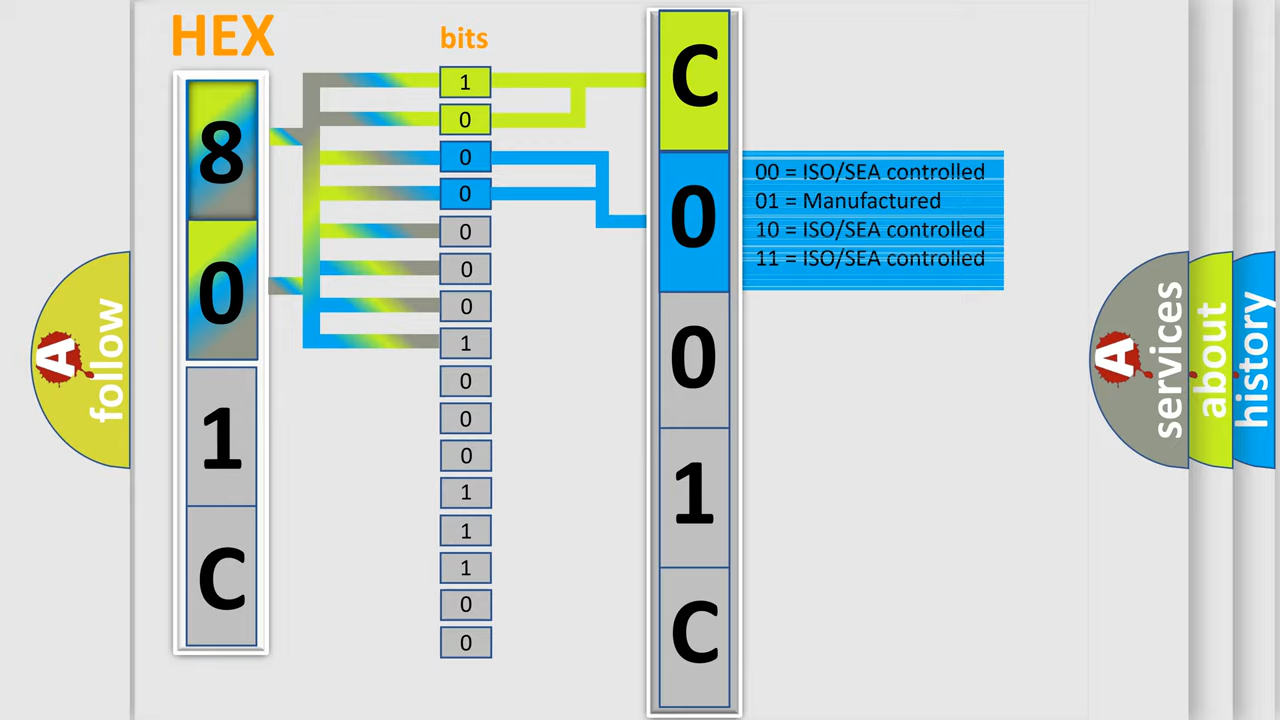 HEX
bits
8
0
1
C
1
0
0
0
0
0
0
1
0
0
0
1
1
1
0
0
C
0
0
1
C
00 = ISO/SEA controlled
01 = Manufactured
10 = ISO/SEA controlled
11 = ISO/SEA controlled
A
follow
A
services
about
history